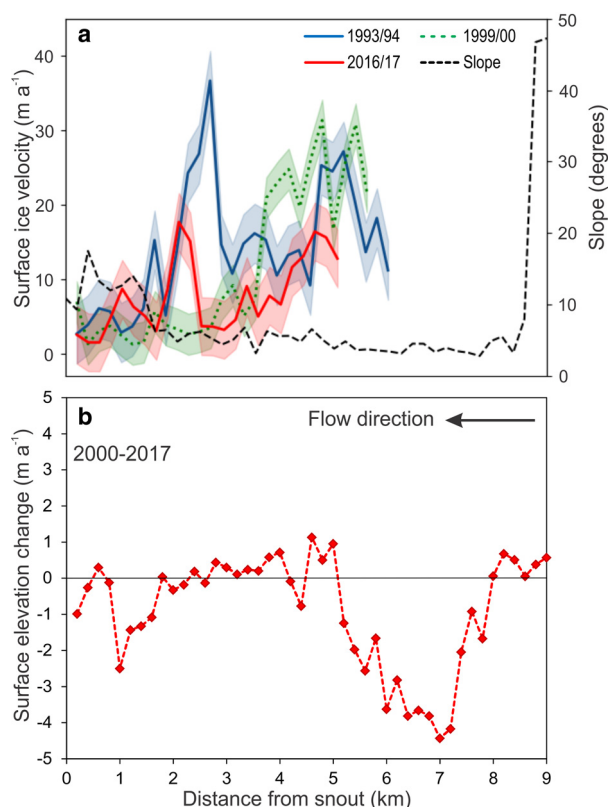 a
1993/94
1999/00
2016/17
Slope
Surface ice velocity (m a⁻¹)
40
30
20
10
0
Slope (degrees)
50
40
30
20
10
0
b
Flow direction
2000-2017
Surface elevation change (m a⁻¹)
5
4
3
2
1
0
-1
-2
-3
-4
-5
0 1 2 3 4 5 6 7 8 9
Distance from snout (km)